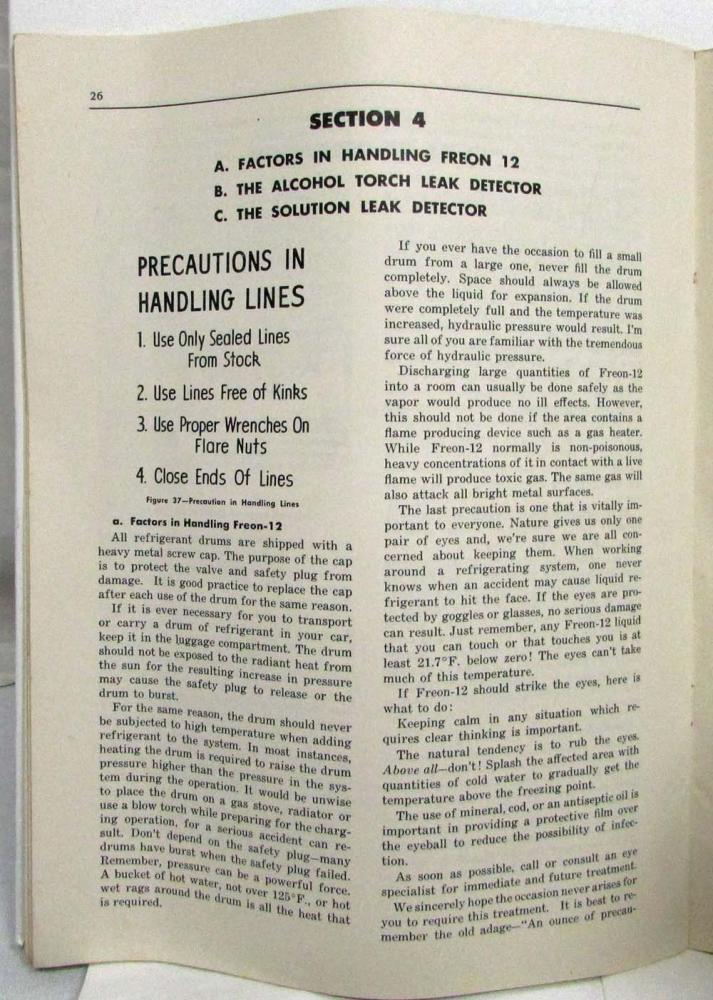 26
SECTION 4
A. FACTORS IN HANDLING FREON 12
B. THE ALCOHOL TORCH LEAK DETECTOR
C. THE SOLUTION LEAK DETECTOR
PRECAUTIONS IN
HANDLING LINES
1. Use Only Sealed Lines
From Stock
2. Use Lines Free of Kinks
3. Use Proper Wrenches On
Flare Nuts
4. Close Ends Of Lines
Figure 37—Precaution in Handling Lines
a. Factors in Handling Freon-12
All refrigerant drums are shipped with a
heavy metal screw cap. The purpose of the cap
is to protect the valve and safety plug from
damage. It is good practice to replace the cap
after each use of the drum for the same reason.
If it is ever necessary for you to transport
or carry a drum of refrigerant in your car,
keep it in the luggage compartment. The drum
should not be exposed to the radiant heat from
the sun for the resulting increase in pressure
may cause the safety plug to release or the
drum to burst.
For the same reason, the drum should never
be subjected to high temperature when adding
refrigerant to the system. In most instances,
heating the drum is required to raise the drum
pressure higher than the pressure in the sys-
tem during the operation. It would be unwise
to place the drum on a gas stove, radiator or
use a blow torch while preparing for the charg-
ing operation, for a serious accident can re-
sult. Don't depend on the safety plug—many
drums have burst when the safety plug failed.
Remember, pressure can be a powerful force.
A bucket of hot water, not over 125°F., or hot
wet rags around the drum is all the heat that
is required.
If you ever have the occasion to fill a small
drum from a large one, never fill the drum
completely. Space should always be allowed
above the liquid for expansion. If the drum
were completely full and the temperature was
increased, hydraulic pressure would result. I'm
sure all of you are familiar with the tremendous
force of hydraulic pressure.
Discharging large quantities of Freon-12
into a room can usually be done safely as the
vapor would produce no ill effects. However,
this should not be done if the area contains a
flame producing device such as a gas heater.
While Freon-12 normally is non-poisonous,
heavy concentrations of it in contact with a live
flame will produce toxic gas. The same gas will
also attack all bright metal surfaces.
The last precaution is one that is vitally im-
portant to everyone. Nature gives us only one
pair of eyes and, we're sure we are all con-
cerned about keeping them. When working
around a refrigerating system, one never
knows when an accident may cause liquid re-
frigerant to hit the face. If the eyes are pro-
tected by goggles or glasses, no serious damage
can result. Just remember, any Freon-12 liquid
that you can touch or that touches you is at
least 21.7°F. below zero! The eyes can't take
much of this temperature.
If Freon-12 should strike the eyes, here is
what to do:
Keeping calm in any situation which re-
quires clear thinking is important.
The natural tendency is to rub the eyes.
Above all—don't! Splash the affected area with
quantities of cold water to gradually get the
temperature above the freezing point.
The use of mineral, cod, or an antiseptic oil is
important in providing a protective film over
the eyeball to reduce the possibility of infec-
tion.
As soon as possible, call or consult an eye
specialist for immediate and future treatment.
We sincerely hope the occasion never arises for
you to require this treatment. It is best to re-
member the old adage—"An ounce of precau-